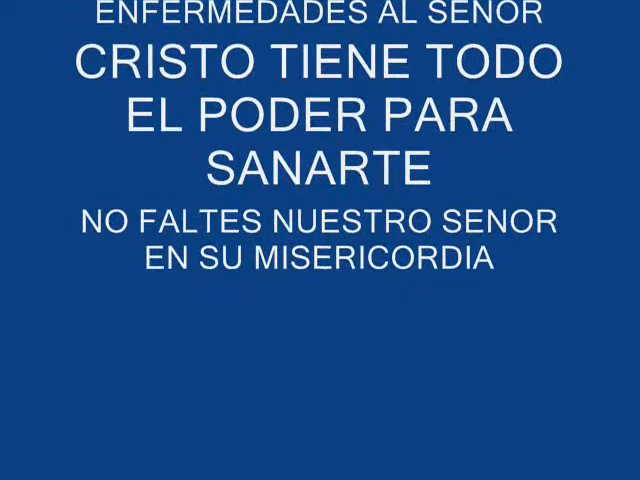 ENFERMEDADES AL SENOR
CRISTO TIENE TODO
EL PODER PARA
SANARTE
NO FALTES NUESTRO SENOR
EN SU MISERICORDIA